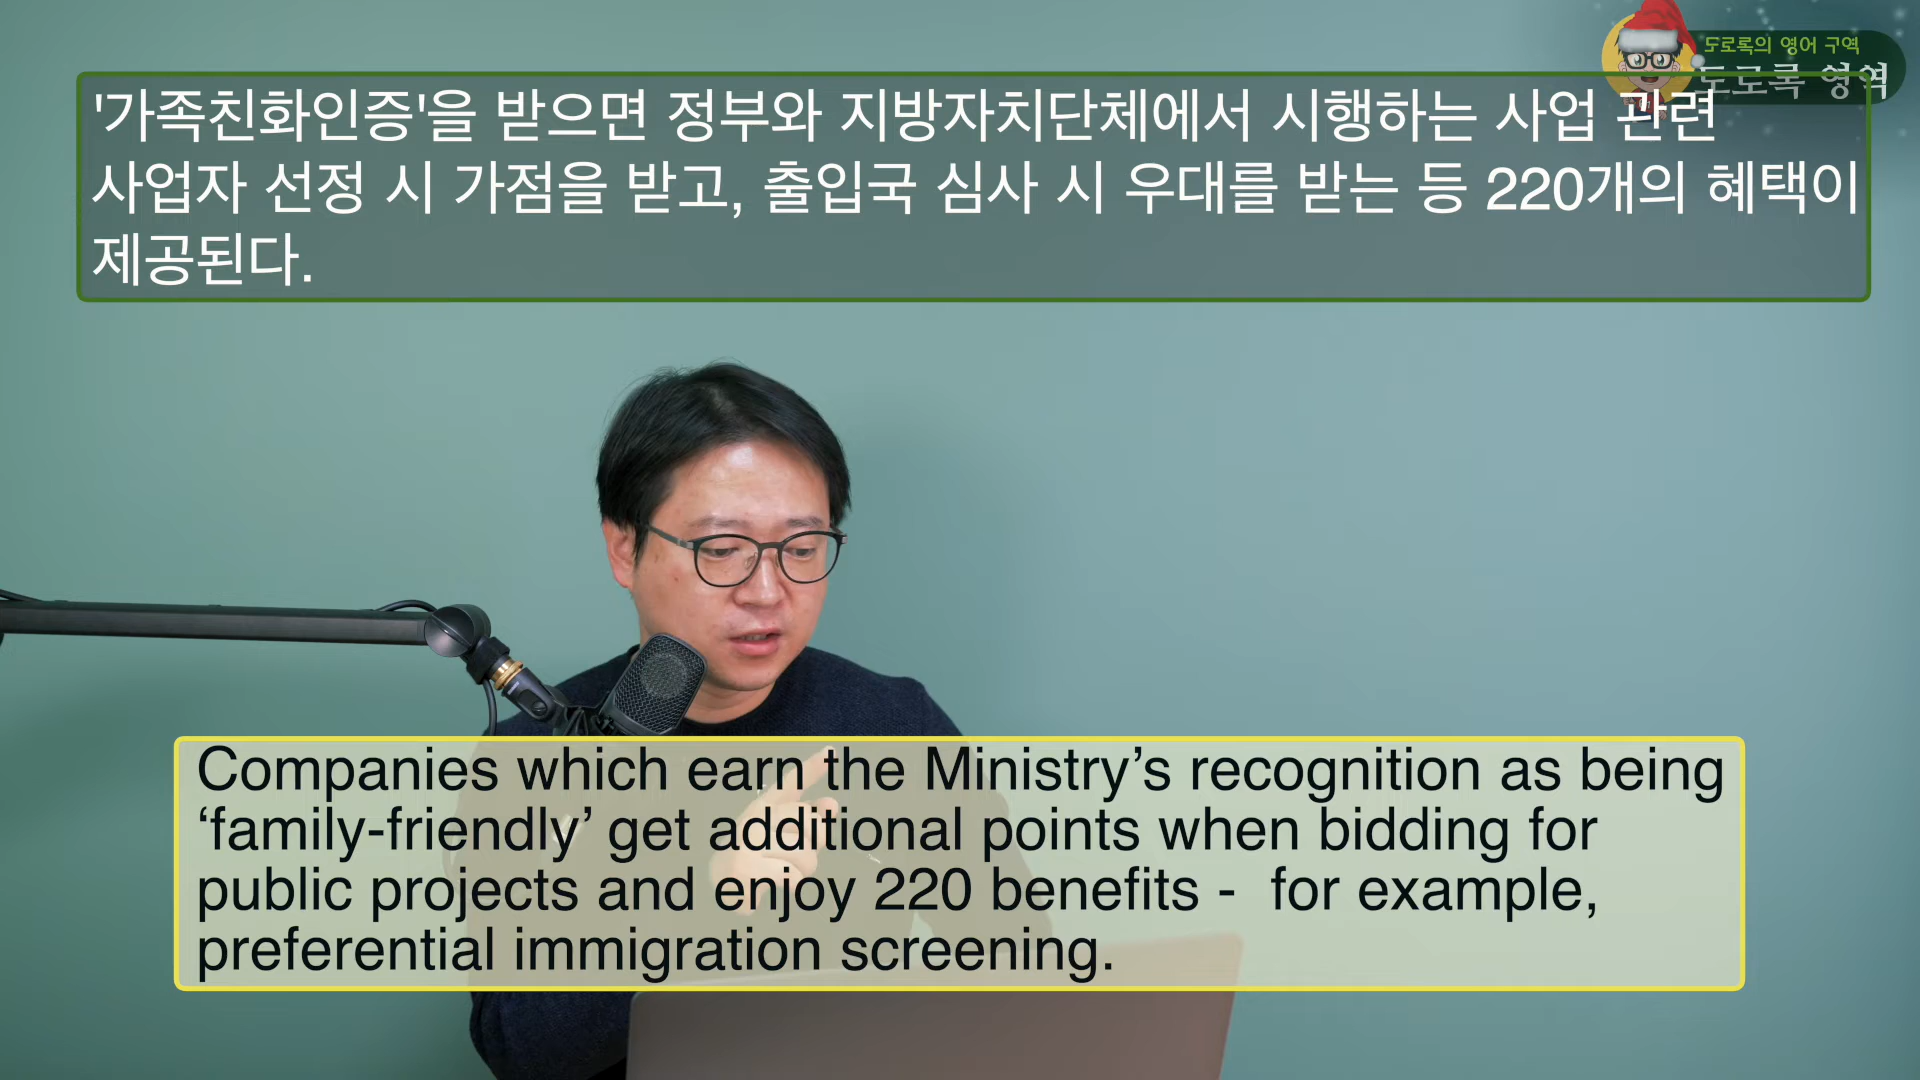 도로록의 영어 구역
도로록 영역
'가족친화인증'을 받으면 정부와 지방자치단체에서 시행하는 사업 관련
사업자 선정 시 가점을 받고, 출입국 심사 시 우대를 받는 등 220개의 혜택이
제공된다.
Companies which earn the Ministry’s recognition as being
‘family-friendly’ get additional points when bidding for
public projects and enjoy 220 benefits -  for example,
preferential immigration screening.